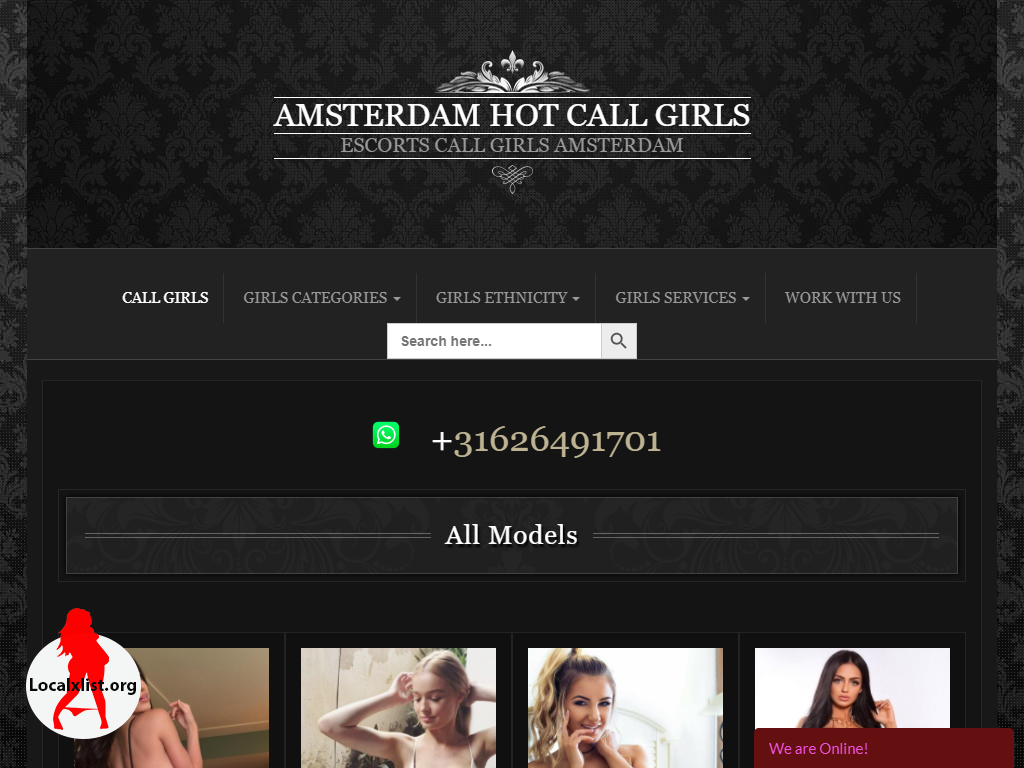 AMSTERDAM HOT CALL GIRLS
ESCORTS CALL GIRLS AMSTERDAM
CALL GIRLS
GIRLS CATEGORIES
GIRLS ETHNICITY
GIRLS SERVICES
WORK WITH US
Search here...
+31626491701
All Models
Localxlist.org
We are Online!